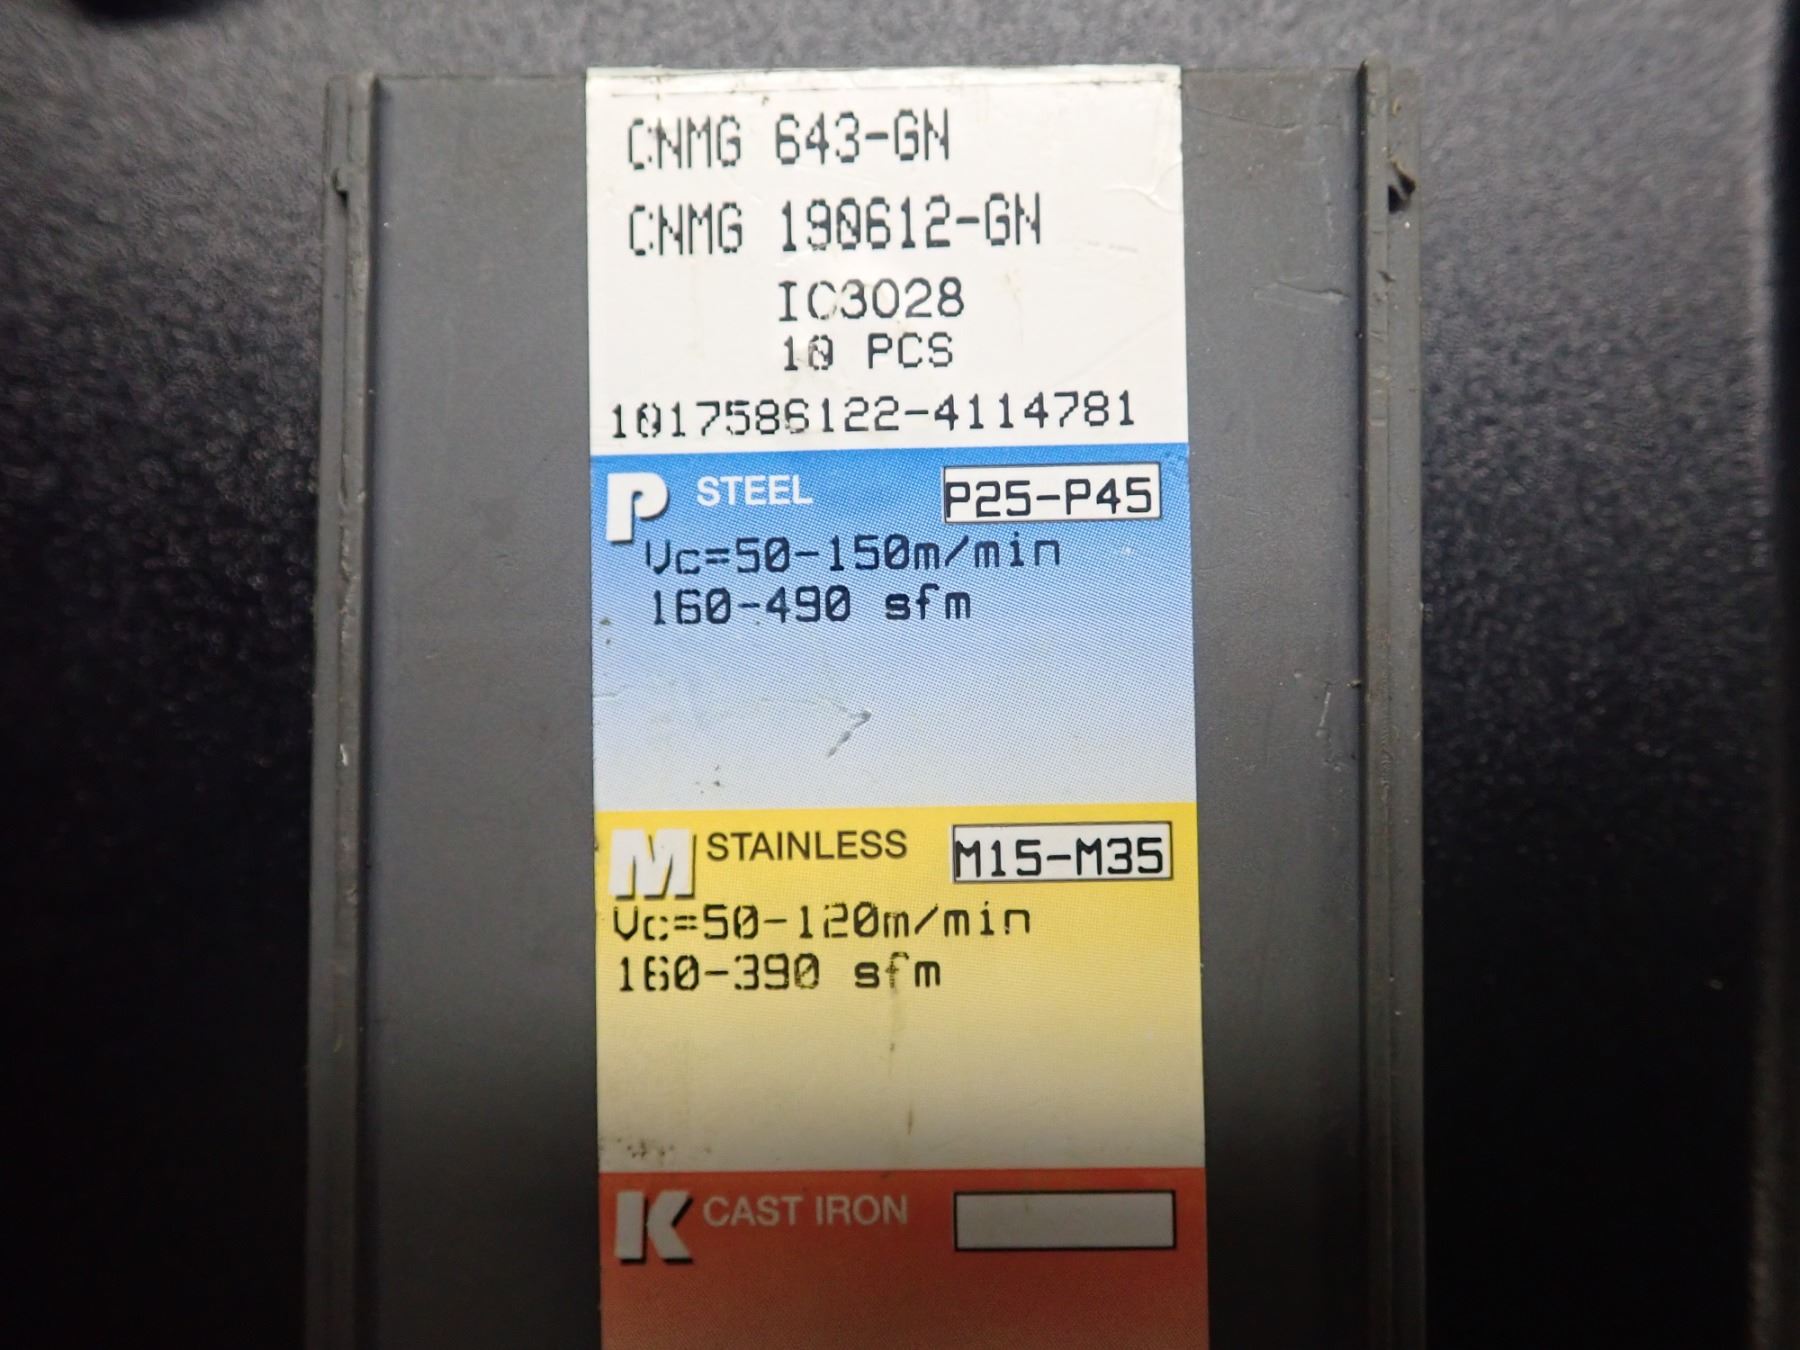 CNMG 643-GN
CNMG 190612-GN
IC3028
10 PCS
1017586122-4114781
P STEEL P25-P45
Vc=50-150m/min
160-490 sfm
M STAINLESS M15-M35
Vc=50-120m/min
160-390 sfm
K CAST IRON